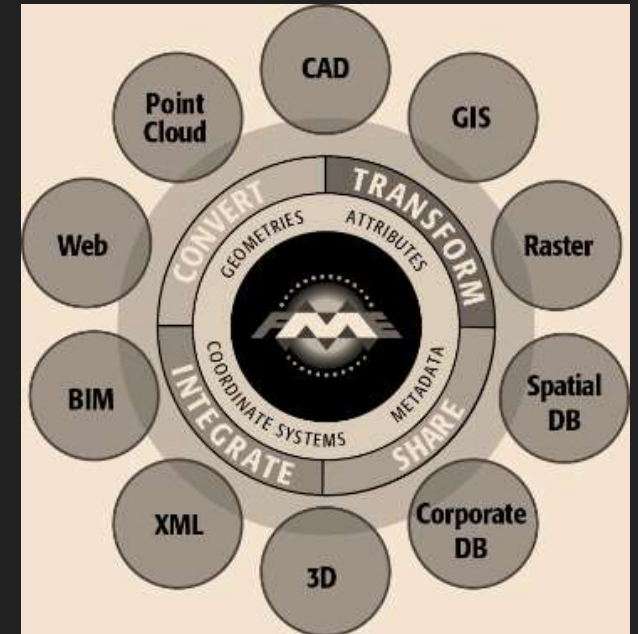 CAD
GIS
Raster
Spatial
DB
Corporate
DB
3D
XML
BIM
Web
Point
Cloud
CONVERT
TRANSFORM
SHARE
INTEGRATE
GEOMETRIES
ATTRIBUTES
METADATA
COORDINATE SYSTEMS
FME